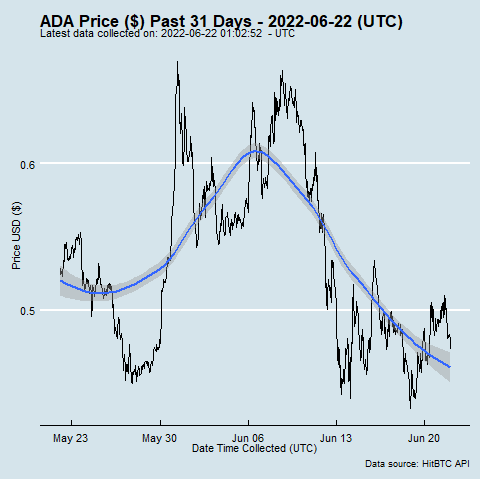 ADA Price ($) Past 31 Days - 2022-06-22 (UTC)
Latest data collected on: 2022-06-22 01:02:52 - UTC
0.6
0.5
Price USD ($)
May 23 May 30 Jun 06 Jun 13 Jun 20
Date Time Collected (UTC)
Data source: HitBTC API